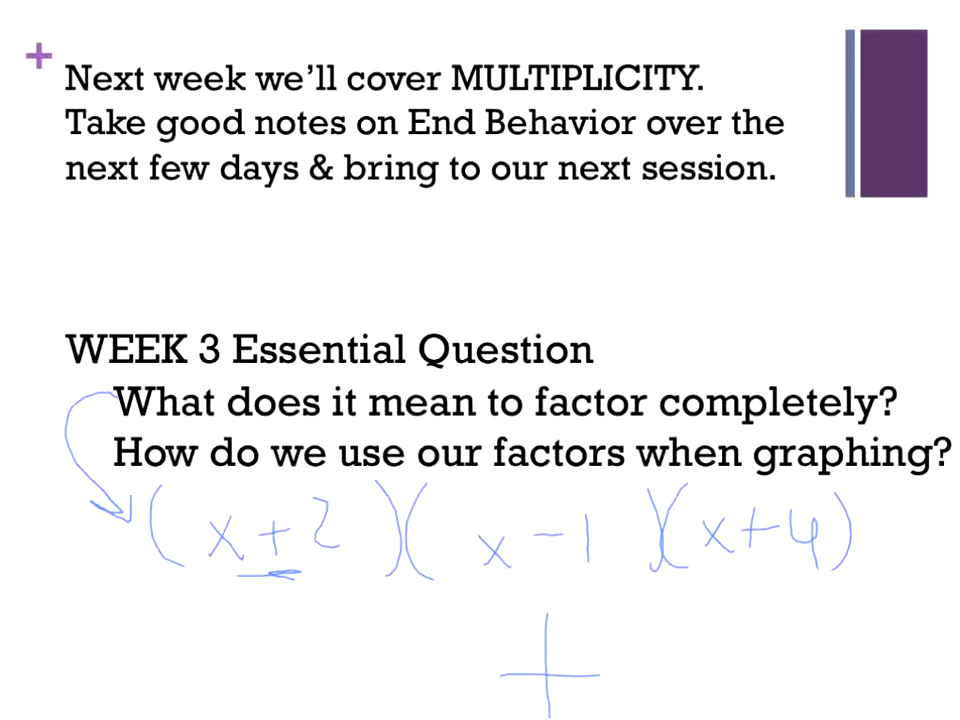 Next week we’ll cover MULTIPLICITY.
Take good notes on End Behavior over the
next few days & bring to our next session.
WEEK 3 Essential Question
What does it mean to factor completely?
How do we use our factors when graphing?
(x+2)(x-1)(x+4)